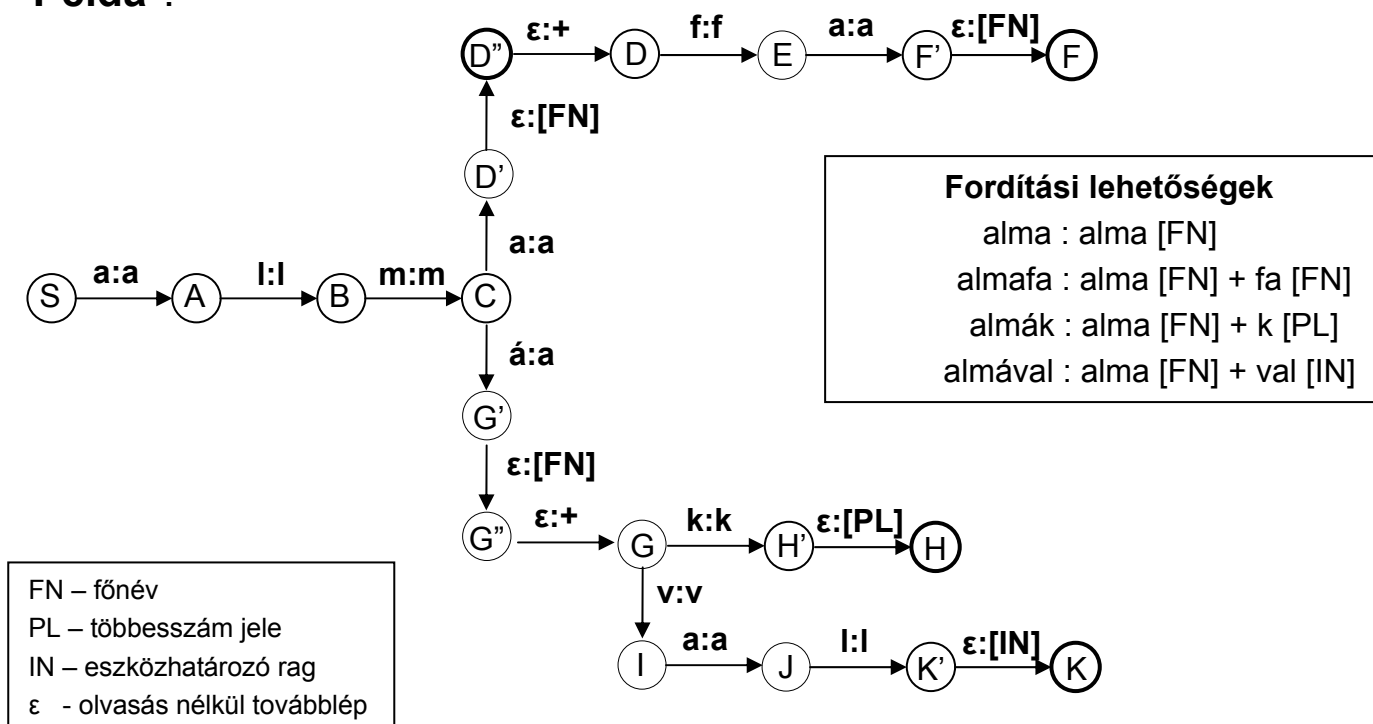 Példa :
D” ε:+ D f:f E a:a F’ ε:[FN] F
ε:[FN]
D’
a:a
S a:a A l:l B m:m C
á:a
G’
ε:[FN]
G” ε:+ G k:k H’ ε:[PL] H
v:v
I a:a J l:l K’ ε:[IN] K
Fordítási lehetőségek
alma : alma [FN]
almafa : alma [FN] + fa [FN]
almák : alma [FN] + k [PL]
almával : alma [FN] + val [IN]
FN – főnév
PL – többesszám jele
IN – eszközhatározó rag
ε - olvasás nélkül továbblép